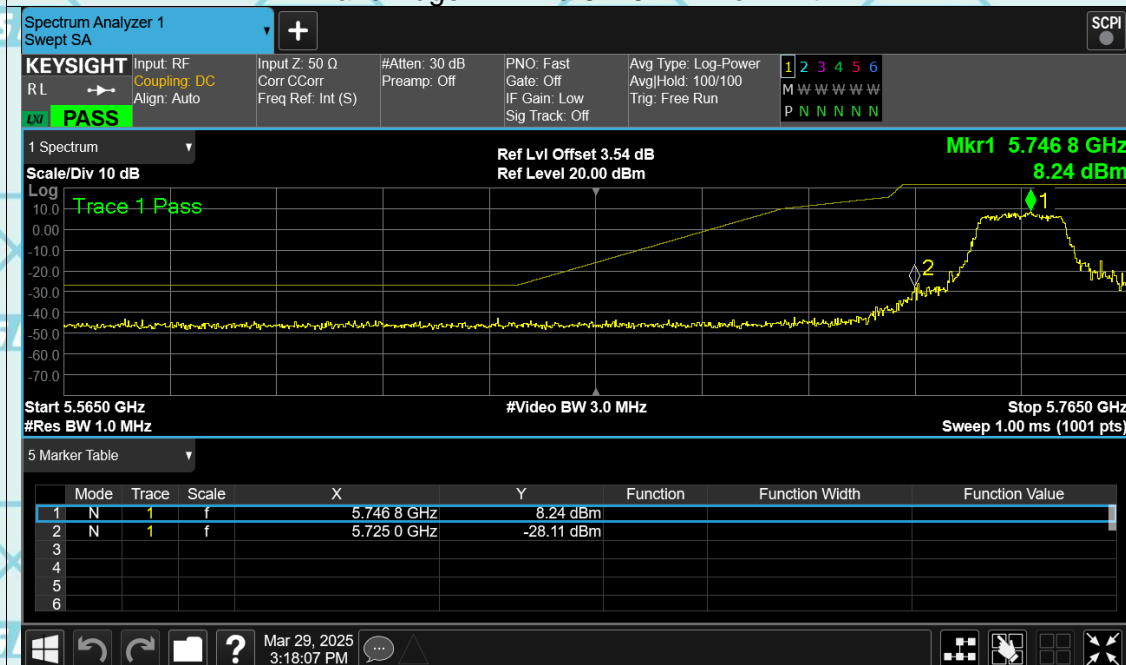 Spectrum Analyzer 1
Swept SA
+
SCPI
KEYSIGHT
R L
LXI PASS
Input: RF
Coupling: DC
Align: Auto
Input Z: 50 Ω
Corr CCorr
Freq Ref: Int (S)
#Atten: 30 dB
Preamp: Off
PNO: Fast
Gate: Off
IF Gain: Low
Sig Track: Off
Avg Type: Log-Power
Avg|Hold: 100/100
Trig: Free Run
1 2 3 4 5 6
M W W W W W
P N N N N N
1 Spectrum
Scale/Div 10 dB
Ref Lvl Offset 3.54 dB
Ref Level 20.00 dBm
Mkr1 5.746 8 GHz
8.24 dBm
Log
Trace 1 Pass
10.0
0.00
-10.0
-20.0
-30.0
-40.0
-50.0
-60.0
-70.0
1
2
Start 5.5650 GHz
#Res BW 1.0 MHz
#Video BW 3.0 MHz
Stop 5.7650 GHz
Sweep 1.00 ms (1001 pts)
5 Marker Table
Mode Trace Scale X Y Function Function Width Function Value
1 N 1 f 5.746 8 GHz 8.24 dBm
2 N 1 f 5.725 0 GHz -28.11 dBm
3
4
5
6
?
Mar 29, 2025
3:18:07 PM